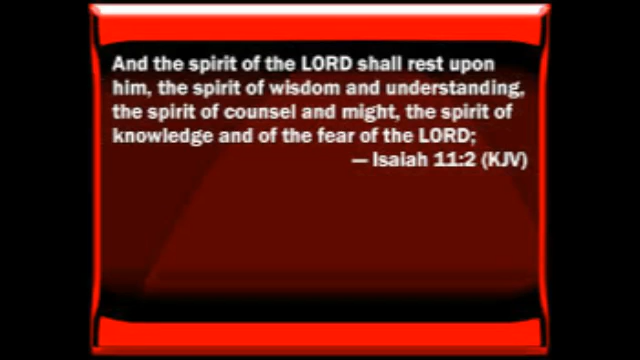 And the spirit of the LORD shall rest upon
him, the spirit of wisdom and understanding,
the spirit of counsel and might, the spirit of
knowledge and of the fear of the LORD;
— Isaiah 11:2 (KJV)